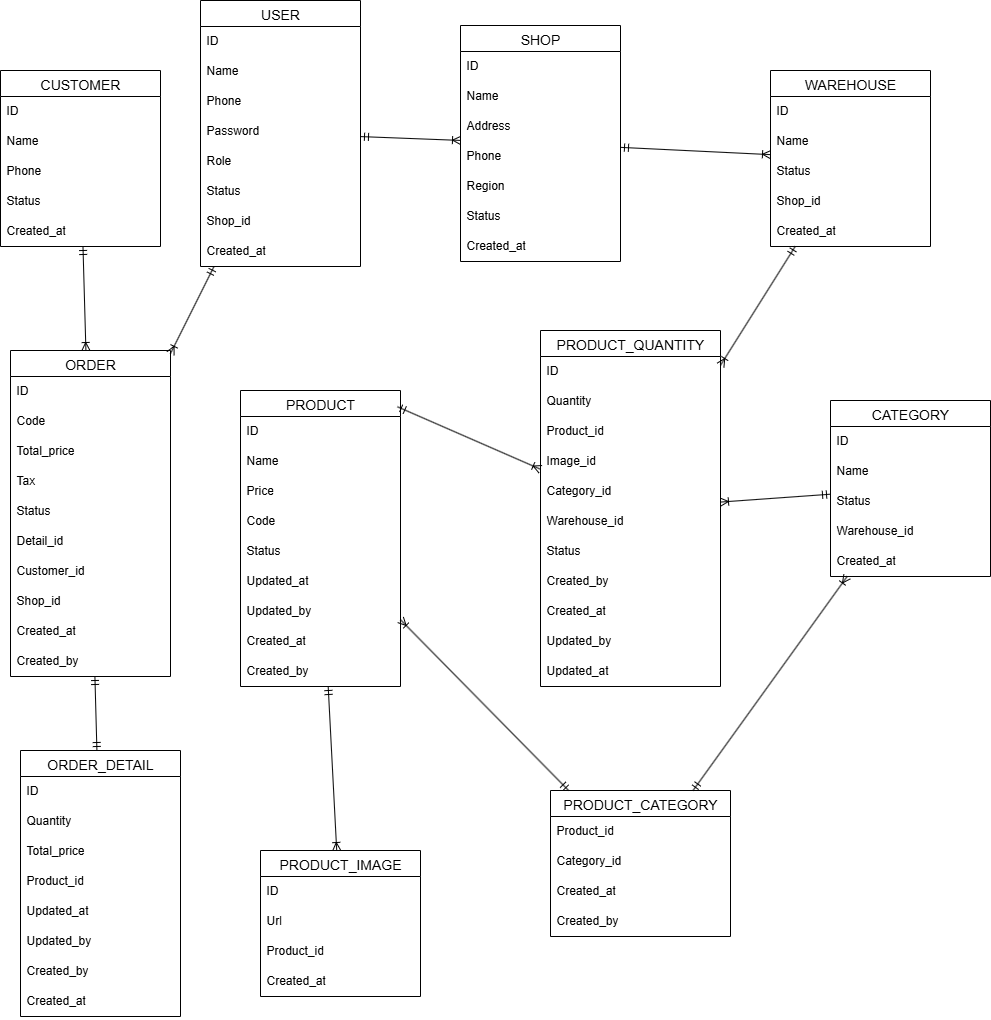 USER
ID
Name
Phone
Password
Role
Status
Shop_id
Created_at
SHOP
ID
Name
Address
Phone
Region
Status
Created_at
CUSTOMER
ID
Name
Phone
Status
Created_at
WAREHOUSE
ID
Name
Status
Shop_id
Created_at
ORDER
ID
Code
Total_price
Tax
Status
Detail_id
Customer_id
Shop_id
Created_at
Created_by
PRODUCT
ID
Name
Price
Code
Status
Updated_at
Updated_by
Created_at
Created_by
PRODUCT_QUANTITY
ID
Quantity
Product_id
Image_id
Category_id
Warehouse_id
Status
Created_by
Created_at
Updated_by
Updated_at
CATEGORY
ID
Name
Status
Warehouse_id
Created_at
ORDER_DETAIL
ID
Quantity
Total_price
Product_id
Updated_at
Updated_by
Created_by
Created_at
PRODUCT_IMAGE
ID
Url
Product_id
Created_at
PRODUCT_CATEGORY
Product_id
Category_id
Created_at
Created_by